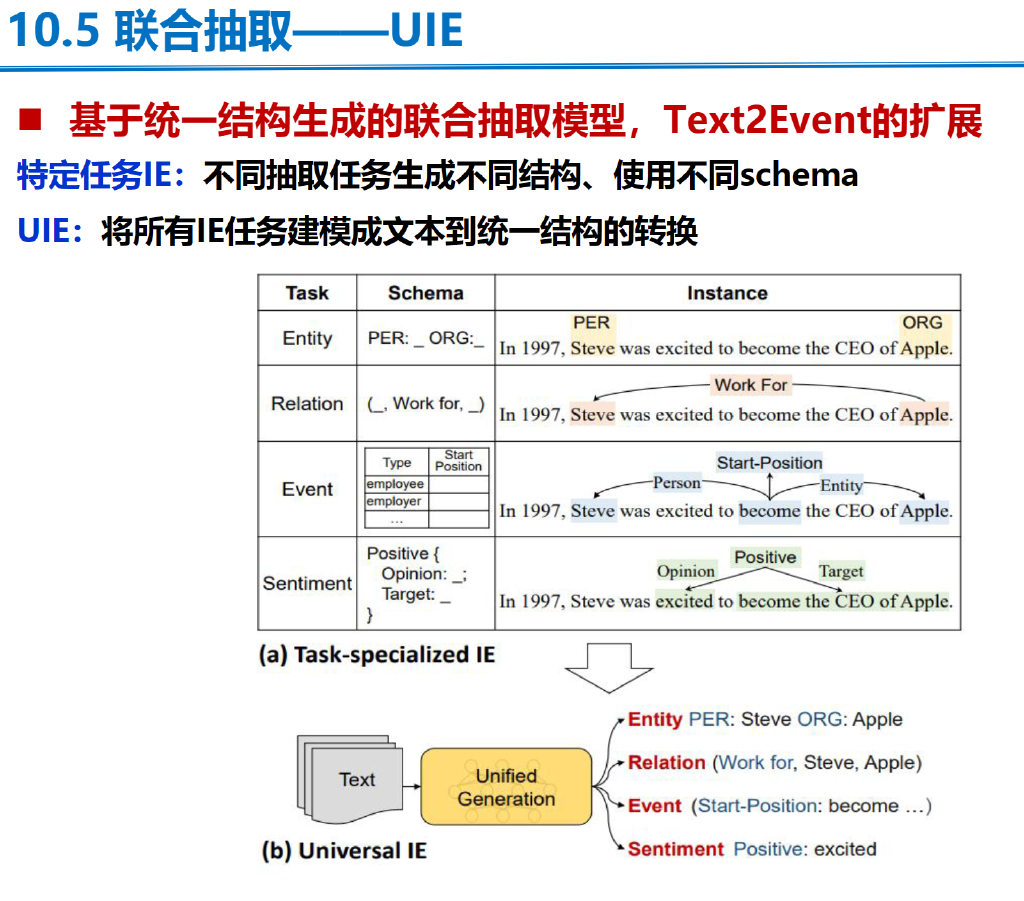 10.5 联合抽取——UIE
■ 基于统一结构生成的联合抽取模型，Text2Event的扩展
特定任务IE：不同抽取任务生成不同结构、使用不同schema
UIE：将所有IE任务建模成文本到统一结构的转换
Task Schema Instance
Entity PER: _ ORG:_
PER ORG
In 1997, Steve was excited to become the CEO of Apple.
Relation (_, Work for, _)
Work For
In 1997, Steve was excited to become the CEO of Apple.
Event
Type Start Position
employee
employer
...
Start-Position
Person Entity
In 1997, Steve was excited to become the CEO of Apple.
Sentiment
Positive {
Opinion: _;
Target: _
}
Positive
Opinion Target
In 1997, Steve was excited to become the CEO of Apple.
(a) Task-specialized IE
Text
Unified
Generation
Entity PER: Steve ORG: Apple
Relation (Work for, Steve, Apple)
Event (Start-Position: become ...)
Sentiment Positive: excited
(b) Universal IE